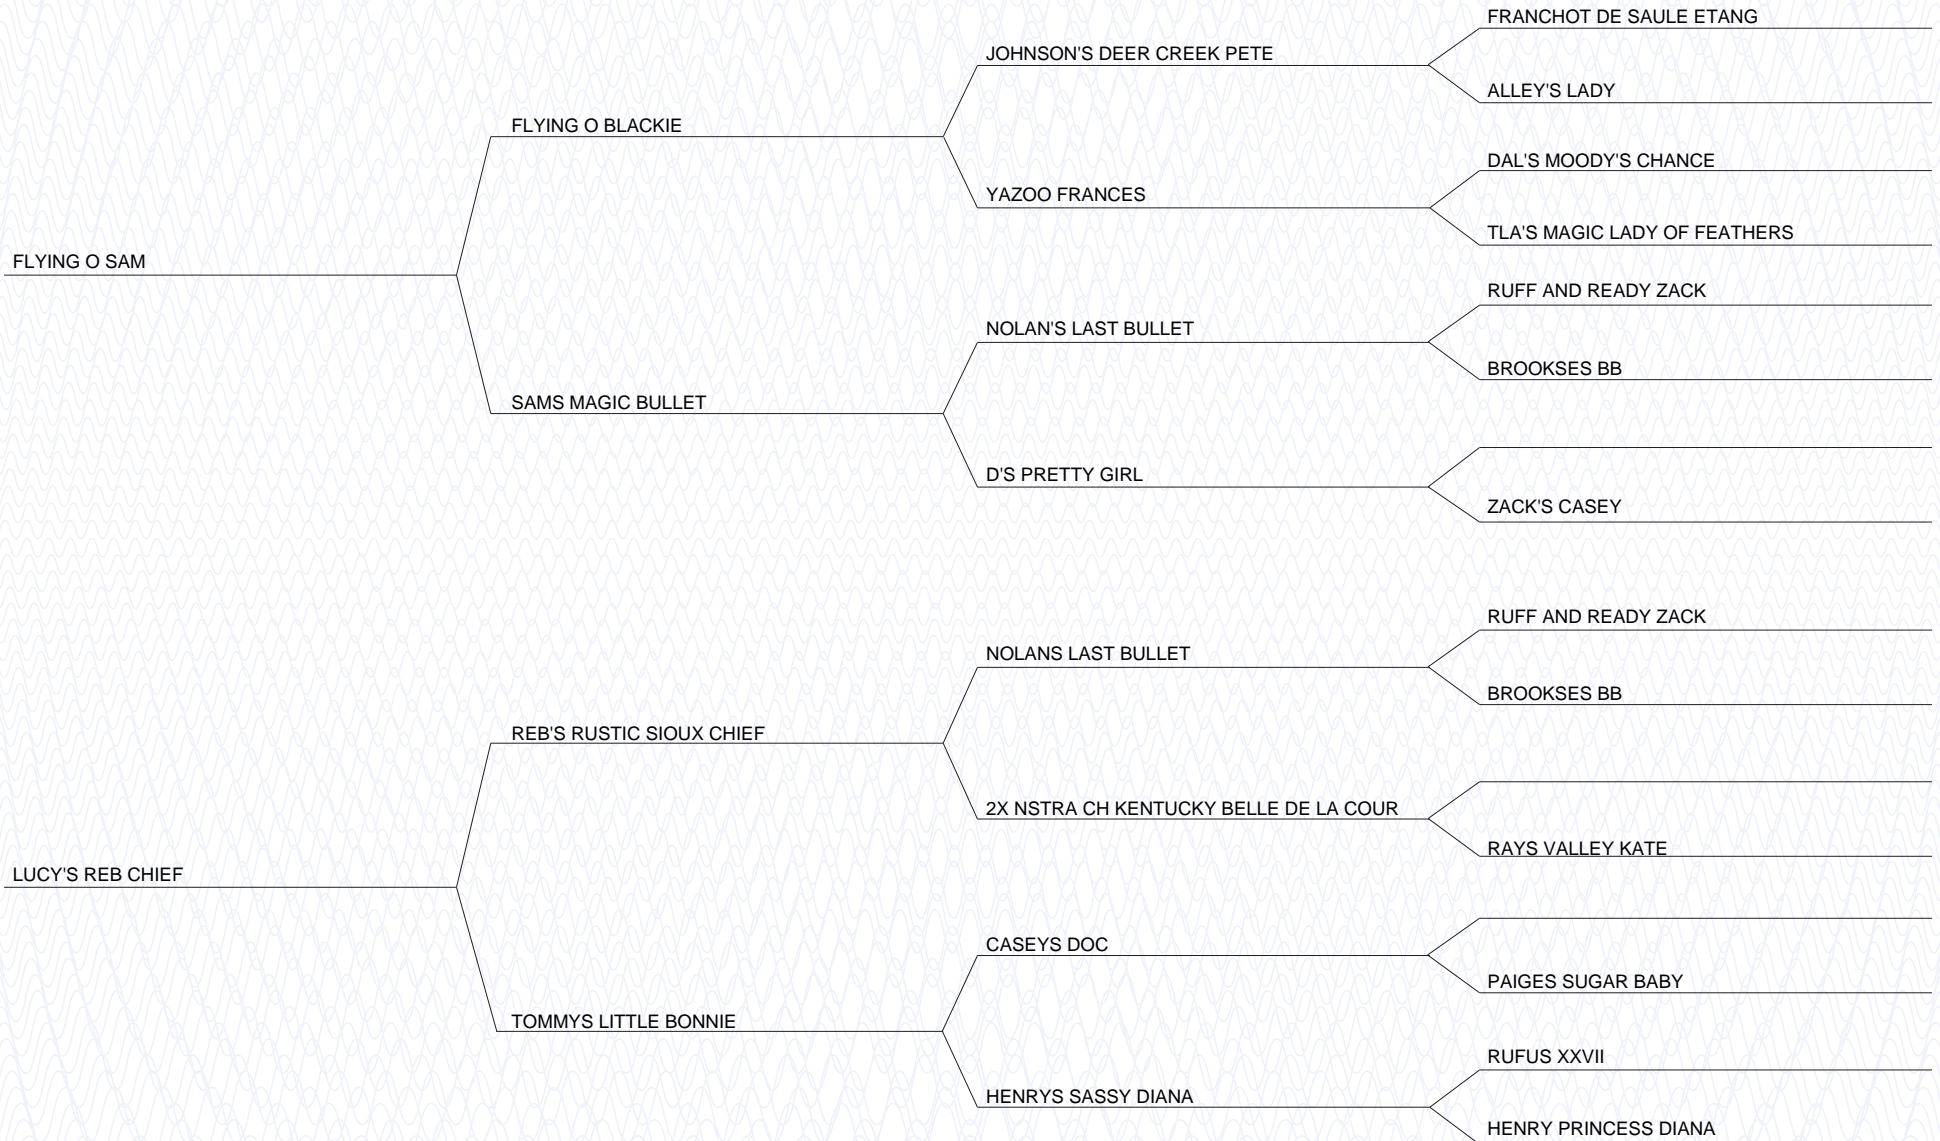 FRANCHOT DE SAULE ETANG
JOHNSON'S DEER CREEK PETE
ALLEY'S LADY
FLYING O BLACKIE
DAL'S MOODY'S CHANCE
YAZOO FRANCES
TLA'S MAGIC LADY OF FEATHERS
FLYING O SAM
RUFF AND READY ZACK
NOLAN'S LAST BULLET
BROOKSES BB
SAMS MAGIC BULLET
D'S PRETTY GIRL
ZACK'S CASEY
RUFF AND READY ZACK
NOLANS LAST BULLET
BROOKSES BB
REB'S RUSTIC SIOUX CHIEF
2X NSTRA CH KENTUCKY BELLE DE LA COUR
RAYS VALLEY KATE
LUCY'S REB CHIEF
CASEYS DOC
PAIGES SUGAR BABY
TOMMYS LITTLE BONNIE
RUFUS XXVII
HENRYS SASSY DIANA
HENRY PRINCESS DIANA